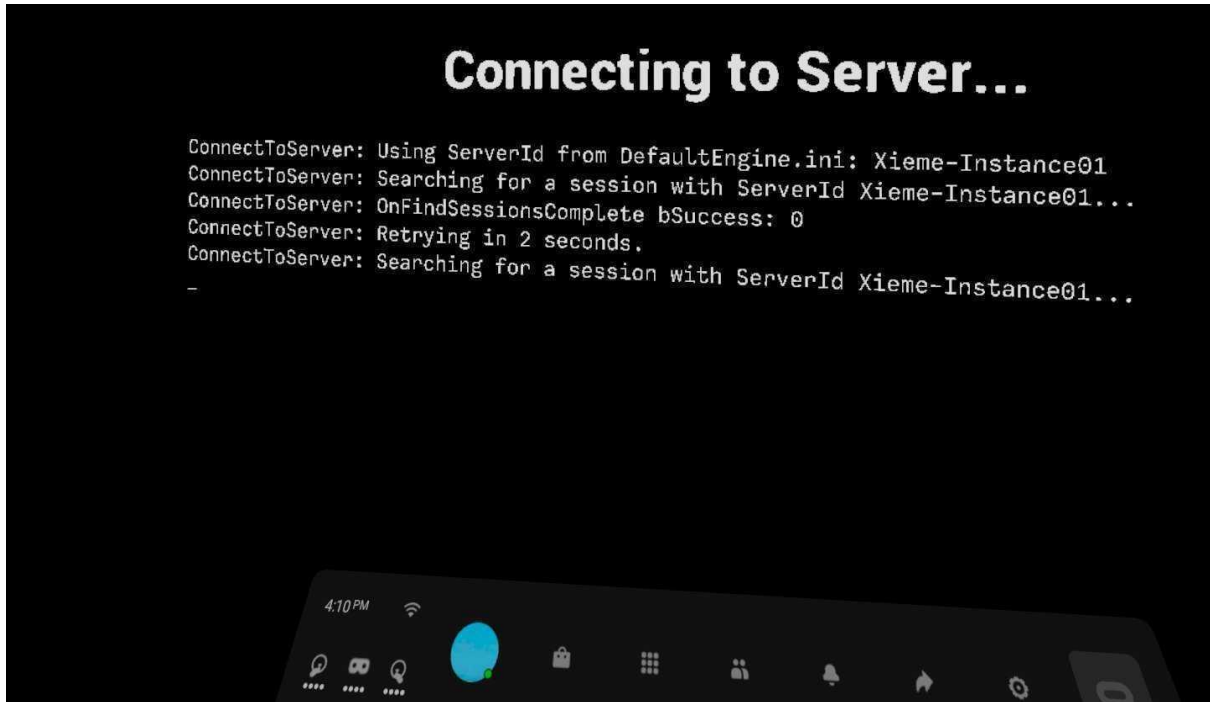 Connecting to Server...
ConnectToServer: Using ServerId from DefaultEngine.ini: Xieme-Instance01
ConnectToServer: Searching for a session with ServerId Xieme-Instance01...
ConnectToServer: OnFindSessionsComplete bSuccess: 0
ConnectToServer: Retrying in 2 seconds.
ConnectToServer: Searching for a session with ServerId Xieme-Instance01...
_
4:10 PM